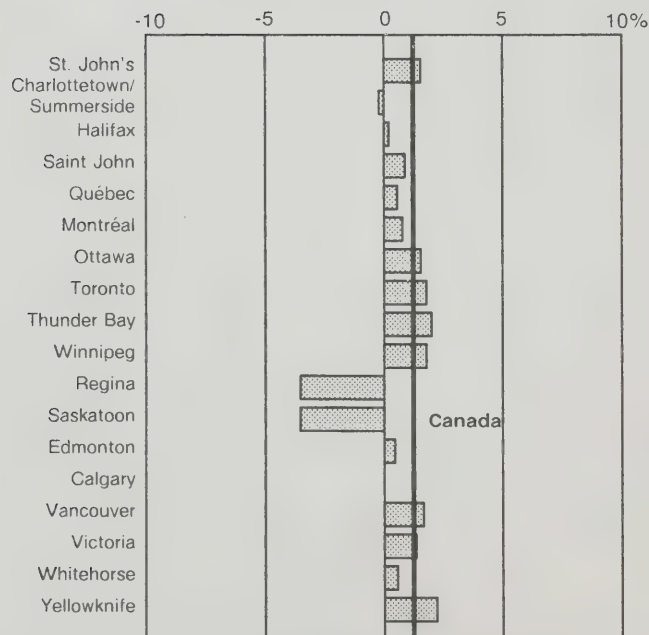 -10 -5 0 5 10%
St. John's
Charlottetown/
Summerside
Halifax
Saint John
Québec
Montréal
Ottawa
Toronto
Thunder Bay
Winnipeg
Regina
Saskatoon
Canada
Edmonton
Calgary
Vancouver
Victoria
Whitehorse
Yellowknife